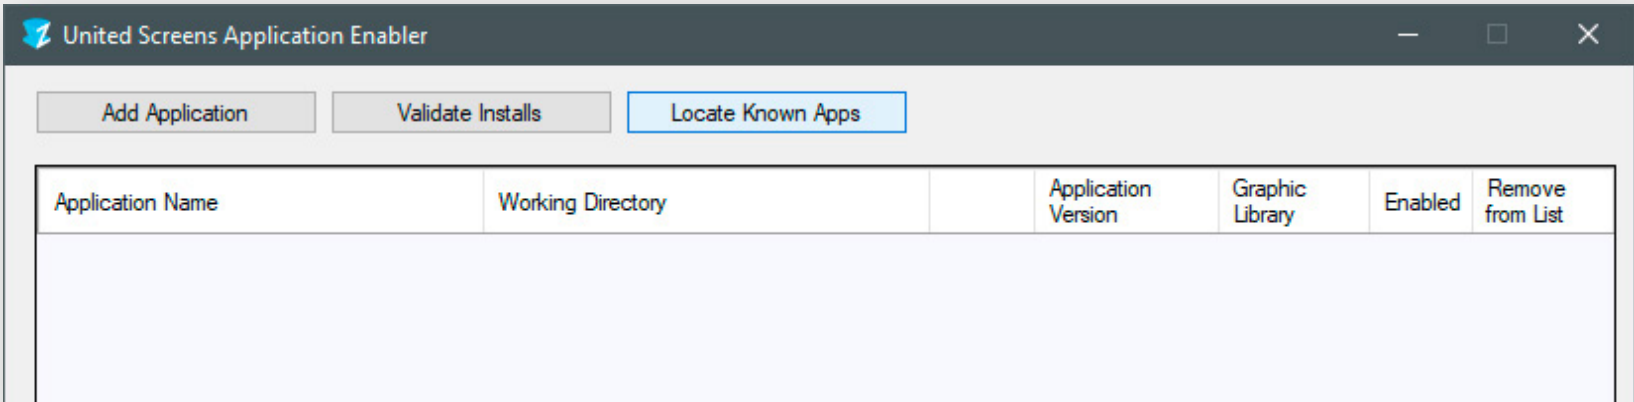 United Screens Application Enabler
Add Application
Validate Installs
Locate Known Apps
Application Name
Working Directory
Application
Version
Graphic
Library
Enabled
Remove
from List